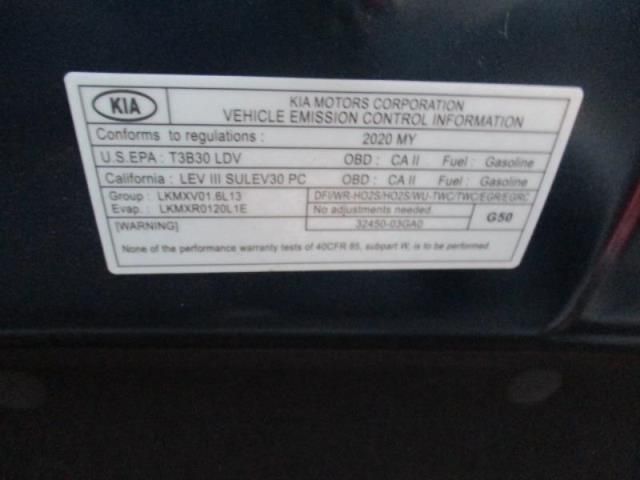 KIA
KIA MOTORS CORPORATION
VEHICLE EMISSION CONTROL INFORMATION
Conforms to regulations : 2020 MY
U.S.EPA : T3B30 LDV OBD : CA II Fuel : Gasoline
California : LEV III SULEV30 PC OBD : CA II Fuel : Gasoline
Group : LKMXV01.6L13 DFI/WR-HO2S/HO2S/WU-TWC/TWC/EGR/EGRC
Evap. : LKMXR0120L1E No adjustments needed. G50
[WARNING] 32450-03GA0
None of the performance warranty tests of 40CFR 85, subpart W, is to be conducted.